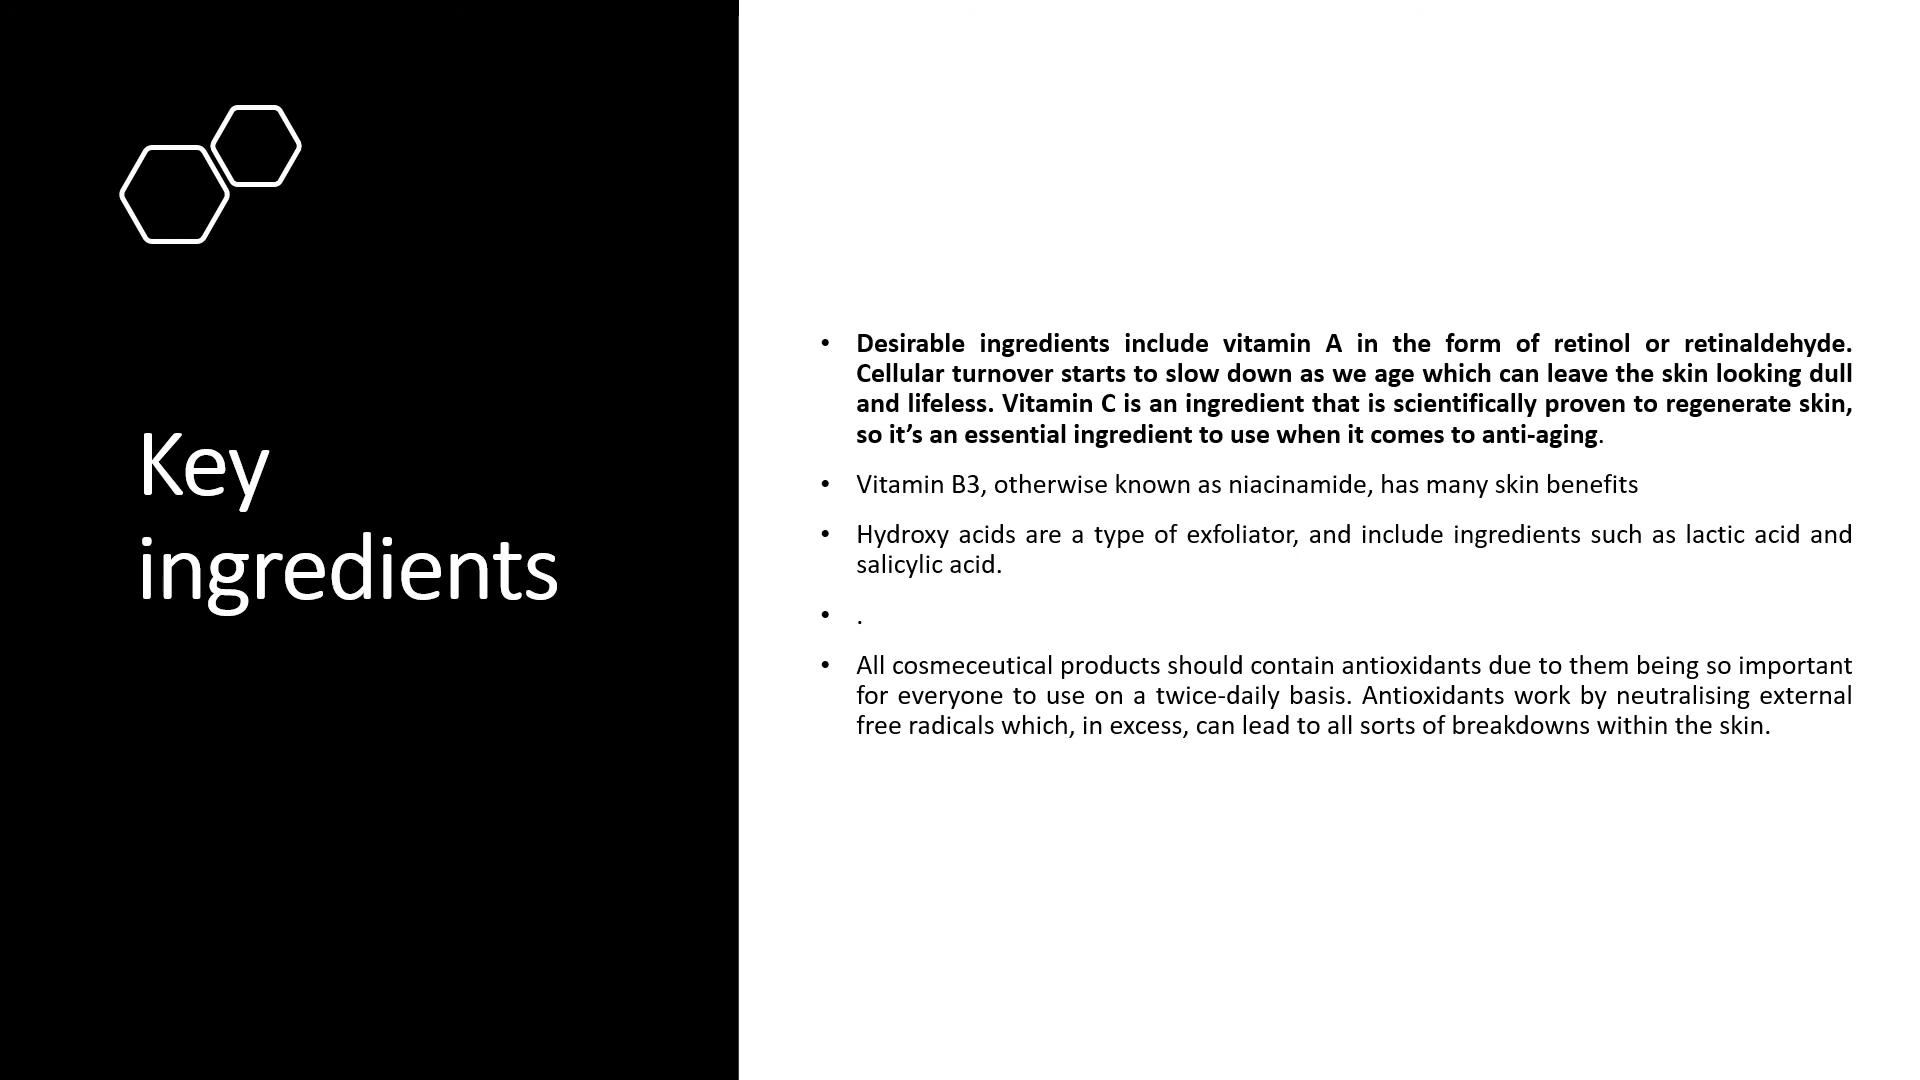 Key
ingredients
• Desirable ingredients include vitamin A in the form of retinol or retinaldehyde.
Cellular turnover starts to slow down as we age which can leave the skin looking dull
and lifeless. Vitamin C is an ingredient that is scientifically proven to regenerate skin,
so it’s an essential ingredient to use when it comes to anti-aging.
• Vitamin B3, otherwise known as niacinamide, has many skin benefits
• Hydroxy acids are a type of exfoliator, and include ingredients such as lactic acid and
salicylic acid.
• .
• All cosmeceutical products should contain antioxidants due to them being so important
for everyone to use on a twice-daily basis. Antioxidants work by neutralising external
free radicals which, in excess, can lead to all sorts of breakdowns within the skin.